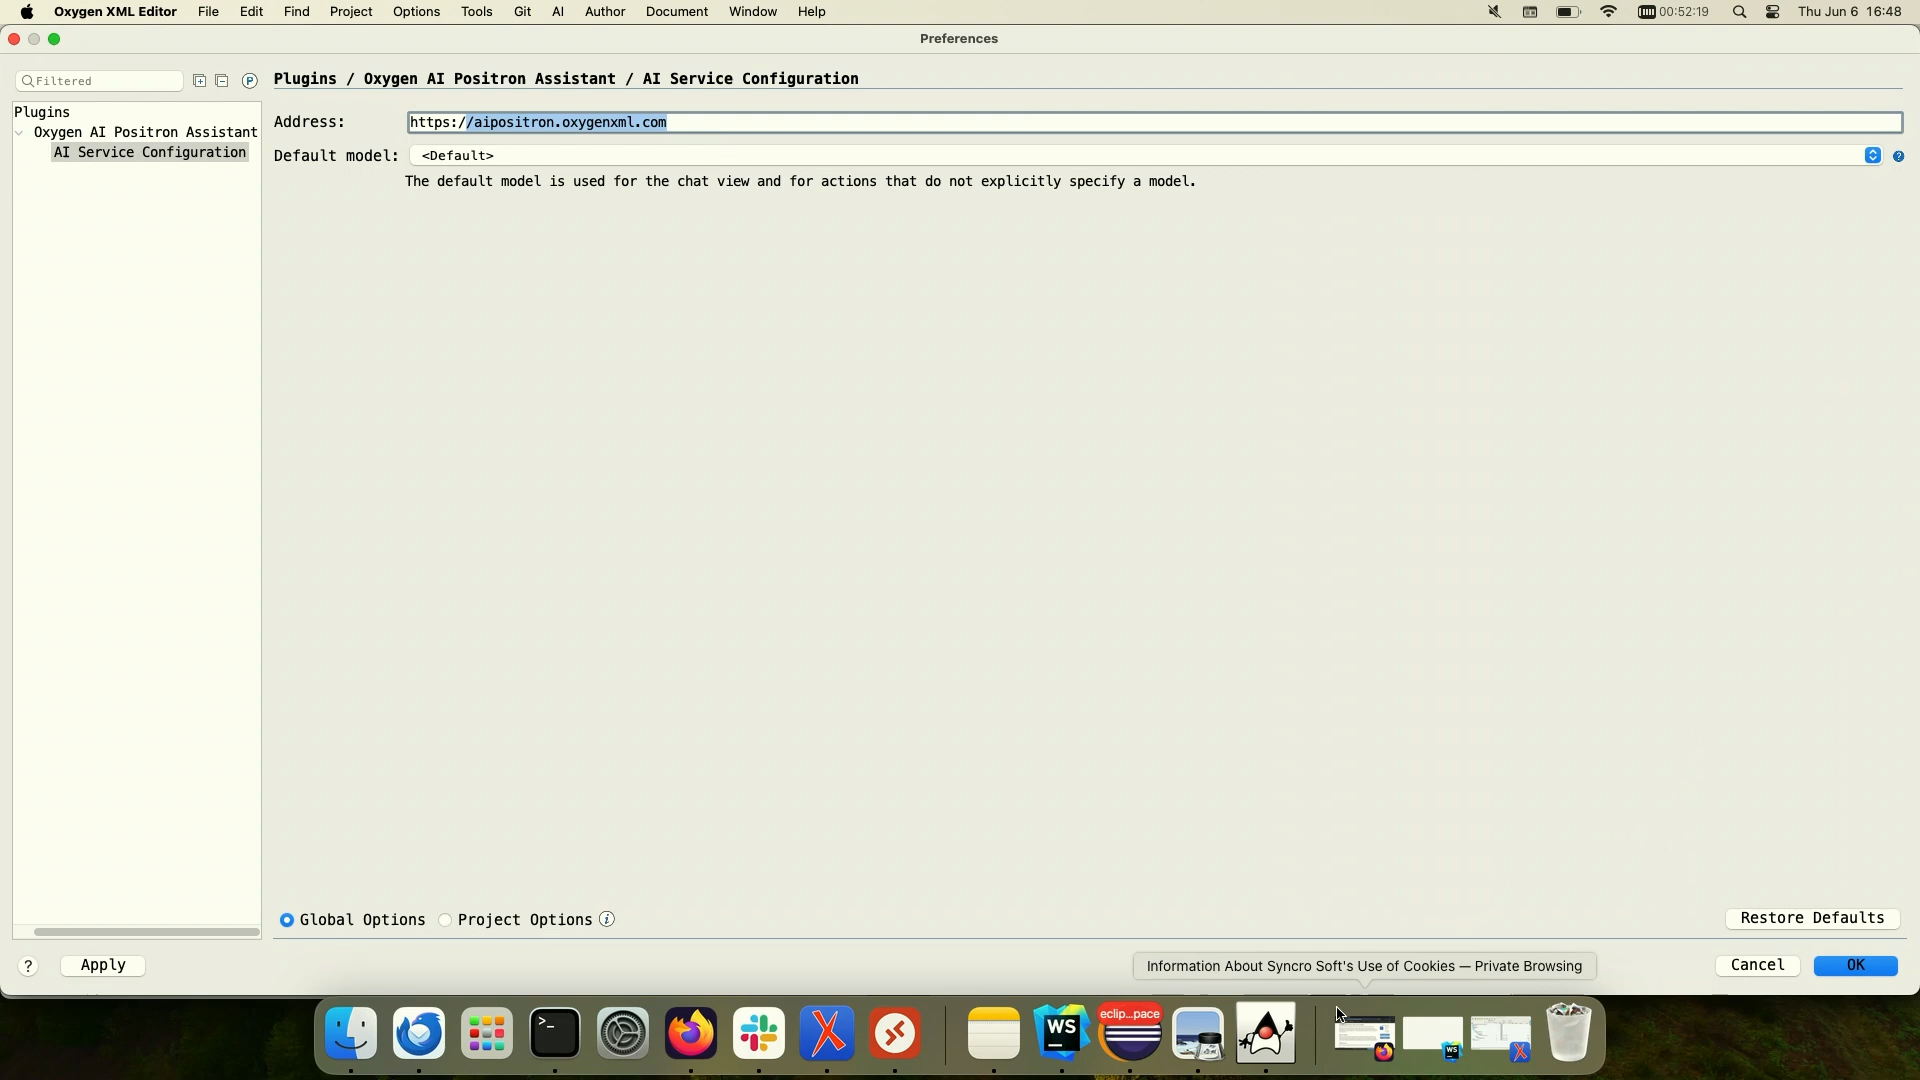 Oxygen XML Editor File Edit Find Project Options Tools Git AI Author Document Window Help 00:52:19 Thu Jun 6 16:48
Preferences
Filtered
P
Plugins / Oxygen AI Positron Assistant / AI Service Configuration
Plugins
Oxygen AI Positron Assistant
AI Service Configuration
Address: https://aipositron.oxygenxml.com
Default model: <Default> ?
The default model is used for the chat view and for actions that do not explicitly specify a model.
Global Options Project Options i
Restore Defaults
? Apply
Information About Syncro Soft's Use of Cookies — Private Browsing
Cancel OK
>_
WS
eclip...pace
WS